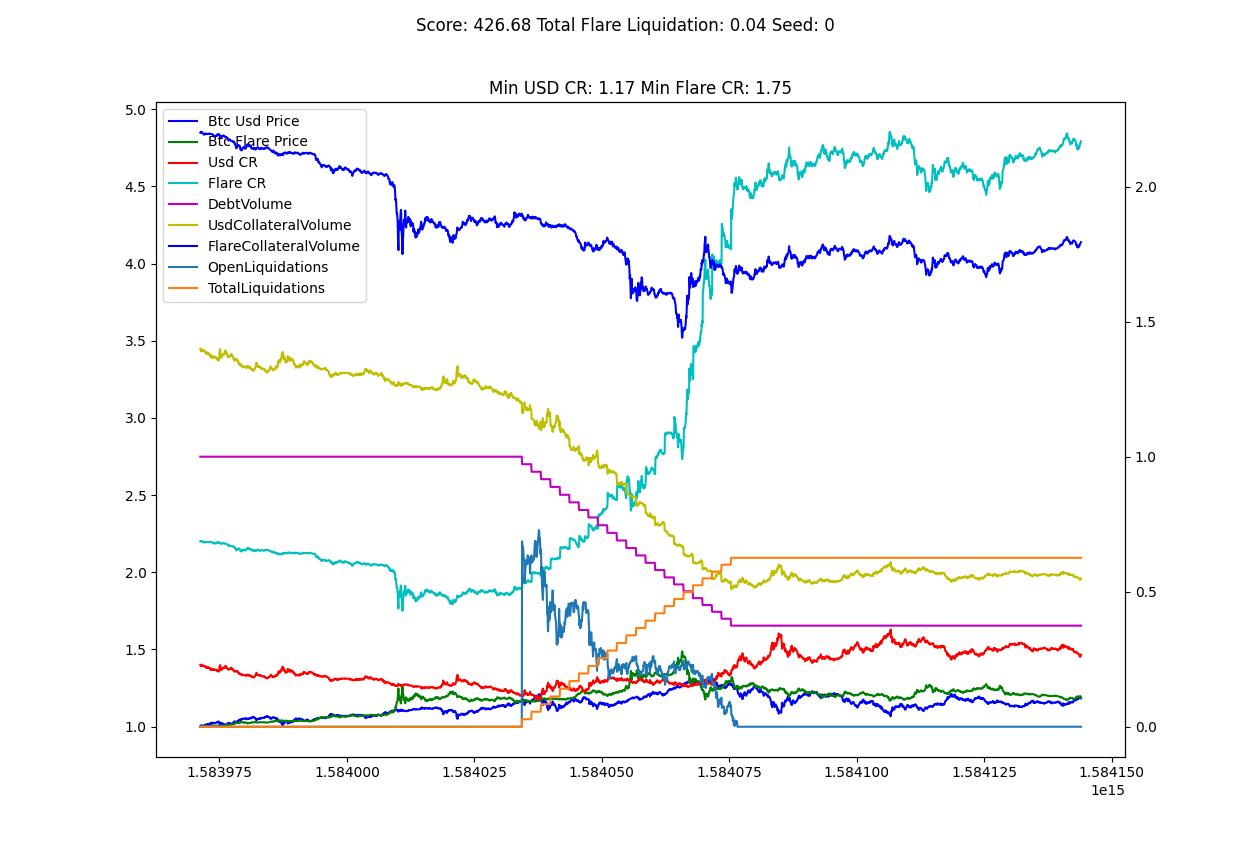 Score: 426.68 Total Flare Liquidation: 0.04 Seed: 0
Min USD CR: 1.17 Min Flare CR: 1.75
5.0
4.5
4.0
3.5
3.0
2.5
2.0
1.5
1.0
Btc Usd Price
Btc Flare Price
Usd CR
Flare CR
DebtVolume
UsdCollateralVolume
FlareCollateralVolume
OpenLiquidations
TotalLiquidations
2.0
1.5
1.0
0.5
0.0
1.583975 1.584000 1.584025 1.584050 1.584075 1.584100 1.584125 1.584150
1e15